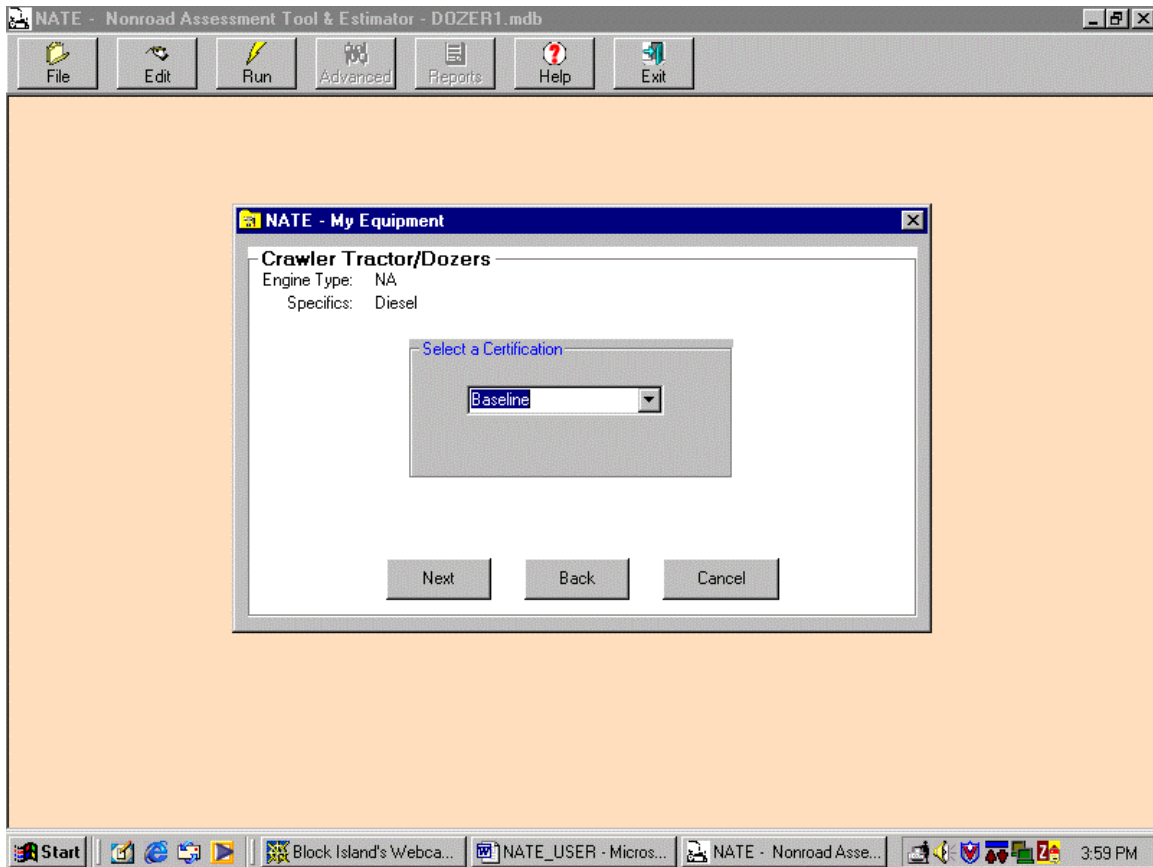 NATE - Nonroad Assessment Tool & Estimator - DOZER1.mdb
File Edit Run Advanced Reports Help Exit
NATE - My Equipment
Crawler Tractor/Dozers
Engine Type: NA
Specifics: Diesel
Select a Certification
Baseline
Next Back Cancel
Start Block Island's Webca... NATE_USER - Micros... NATE - Nonroad Asse... 3:59 PM